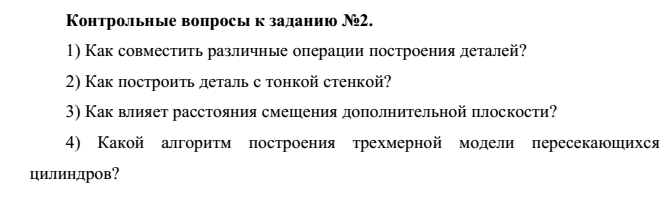 Контрольные вопросы к заданию №2.
1) Как совместить различные операции построения деталей?
2) Как построить деталь с тонкой стенкой?
3) Как влияет расстояния смещения дополнительной плоскости?
4) Какой алгоритм построения трехмерной модели пересекающихся
цилиндров?